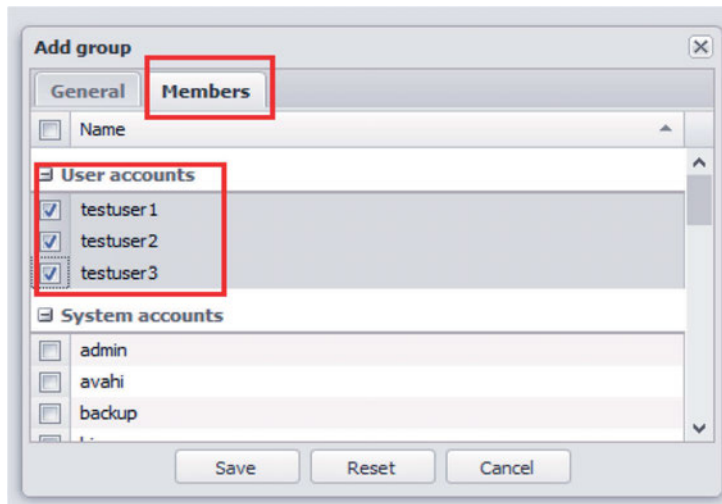 Add group
General Members
Name
User accounts
testuser1
testuser2
testuser3
System accounts
admin
avahi
backup
Save Reset Cancel